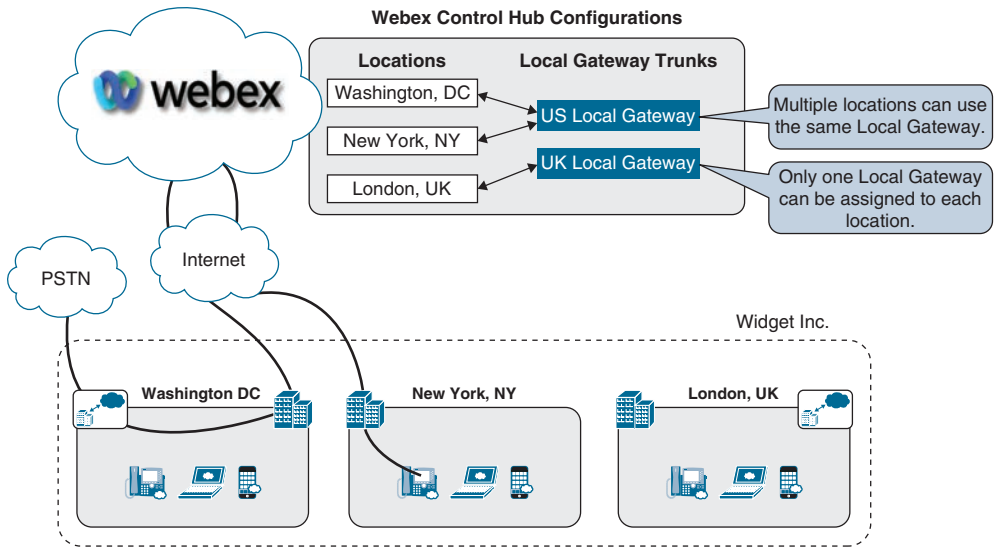 Webex Control Hub Configurations
webex
Locations
Local Gateway Trunks
Washington, DC
New York, NY
London, UK
US Local Gateway
UK Local Gateway
Multiple locations can use
the same Local Gateway.
Only one Local Gateway
can be assigned to each
location.
PSTN
Internet
Widget Inc.
Washington DC
New York, NY
London, UK